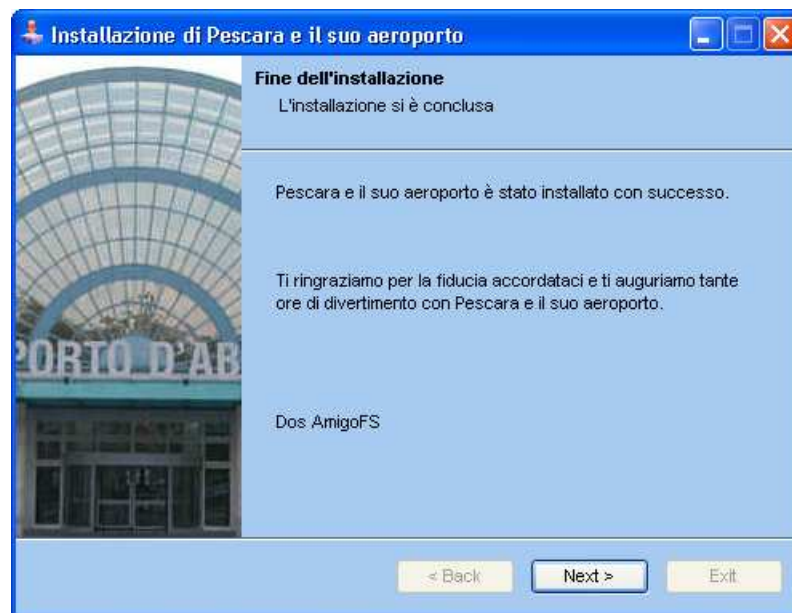 Installazione di Pescara e il suo aeroporto
Fine dell'installazione
L'installazione si è conclusa
Pescara e il suo aeroporto è stato installato con successo.
Ti ringraziamo per la fiducia accordataci e ti auguriamo tante
ore di divertimento con Pescara e il suo aeroporto.
PORTO D'AB
Dos AmigoFS
< Back
Next >
Exit